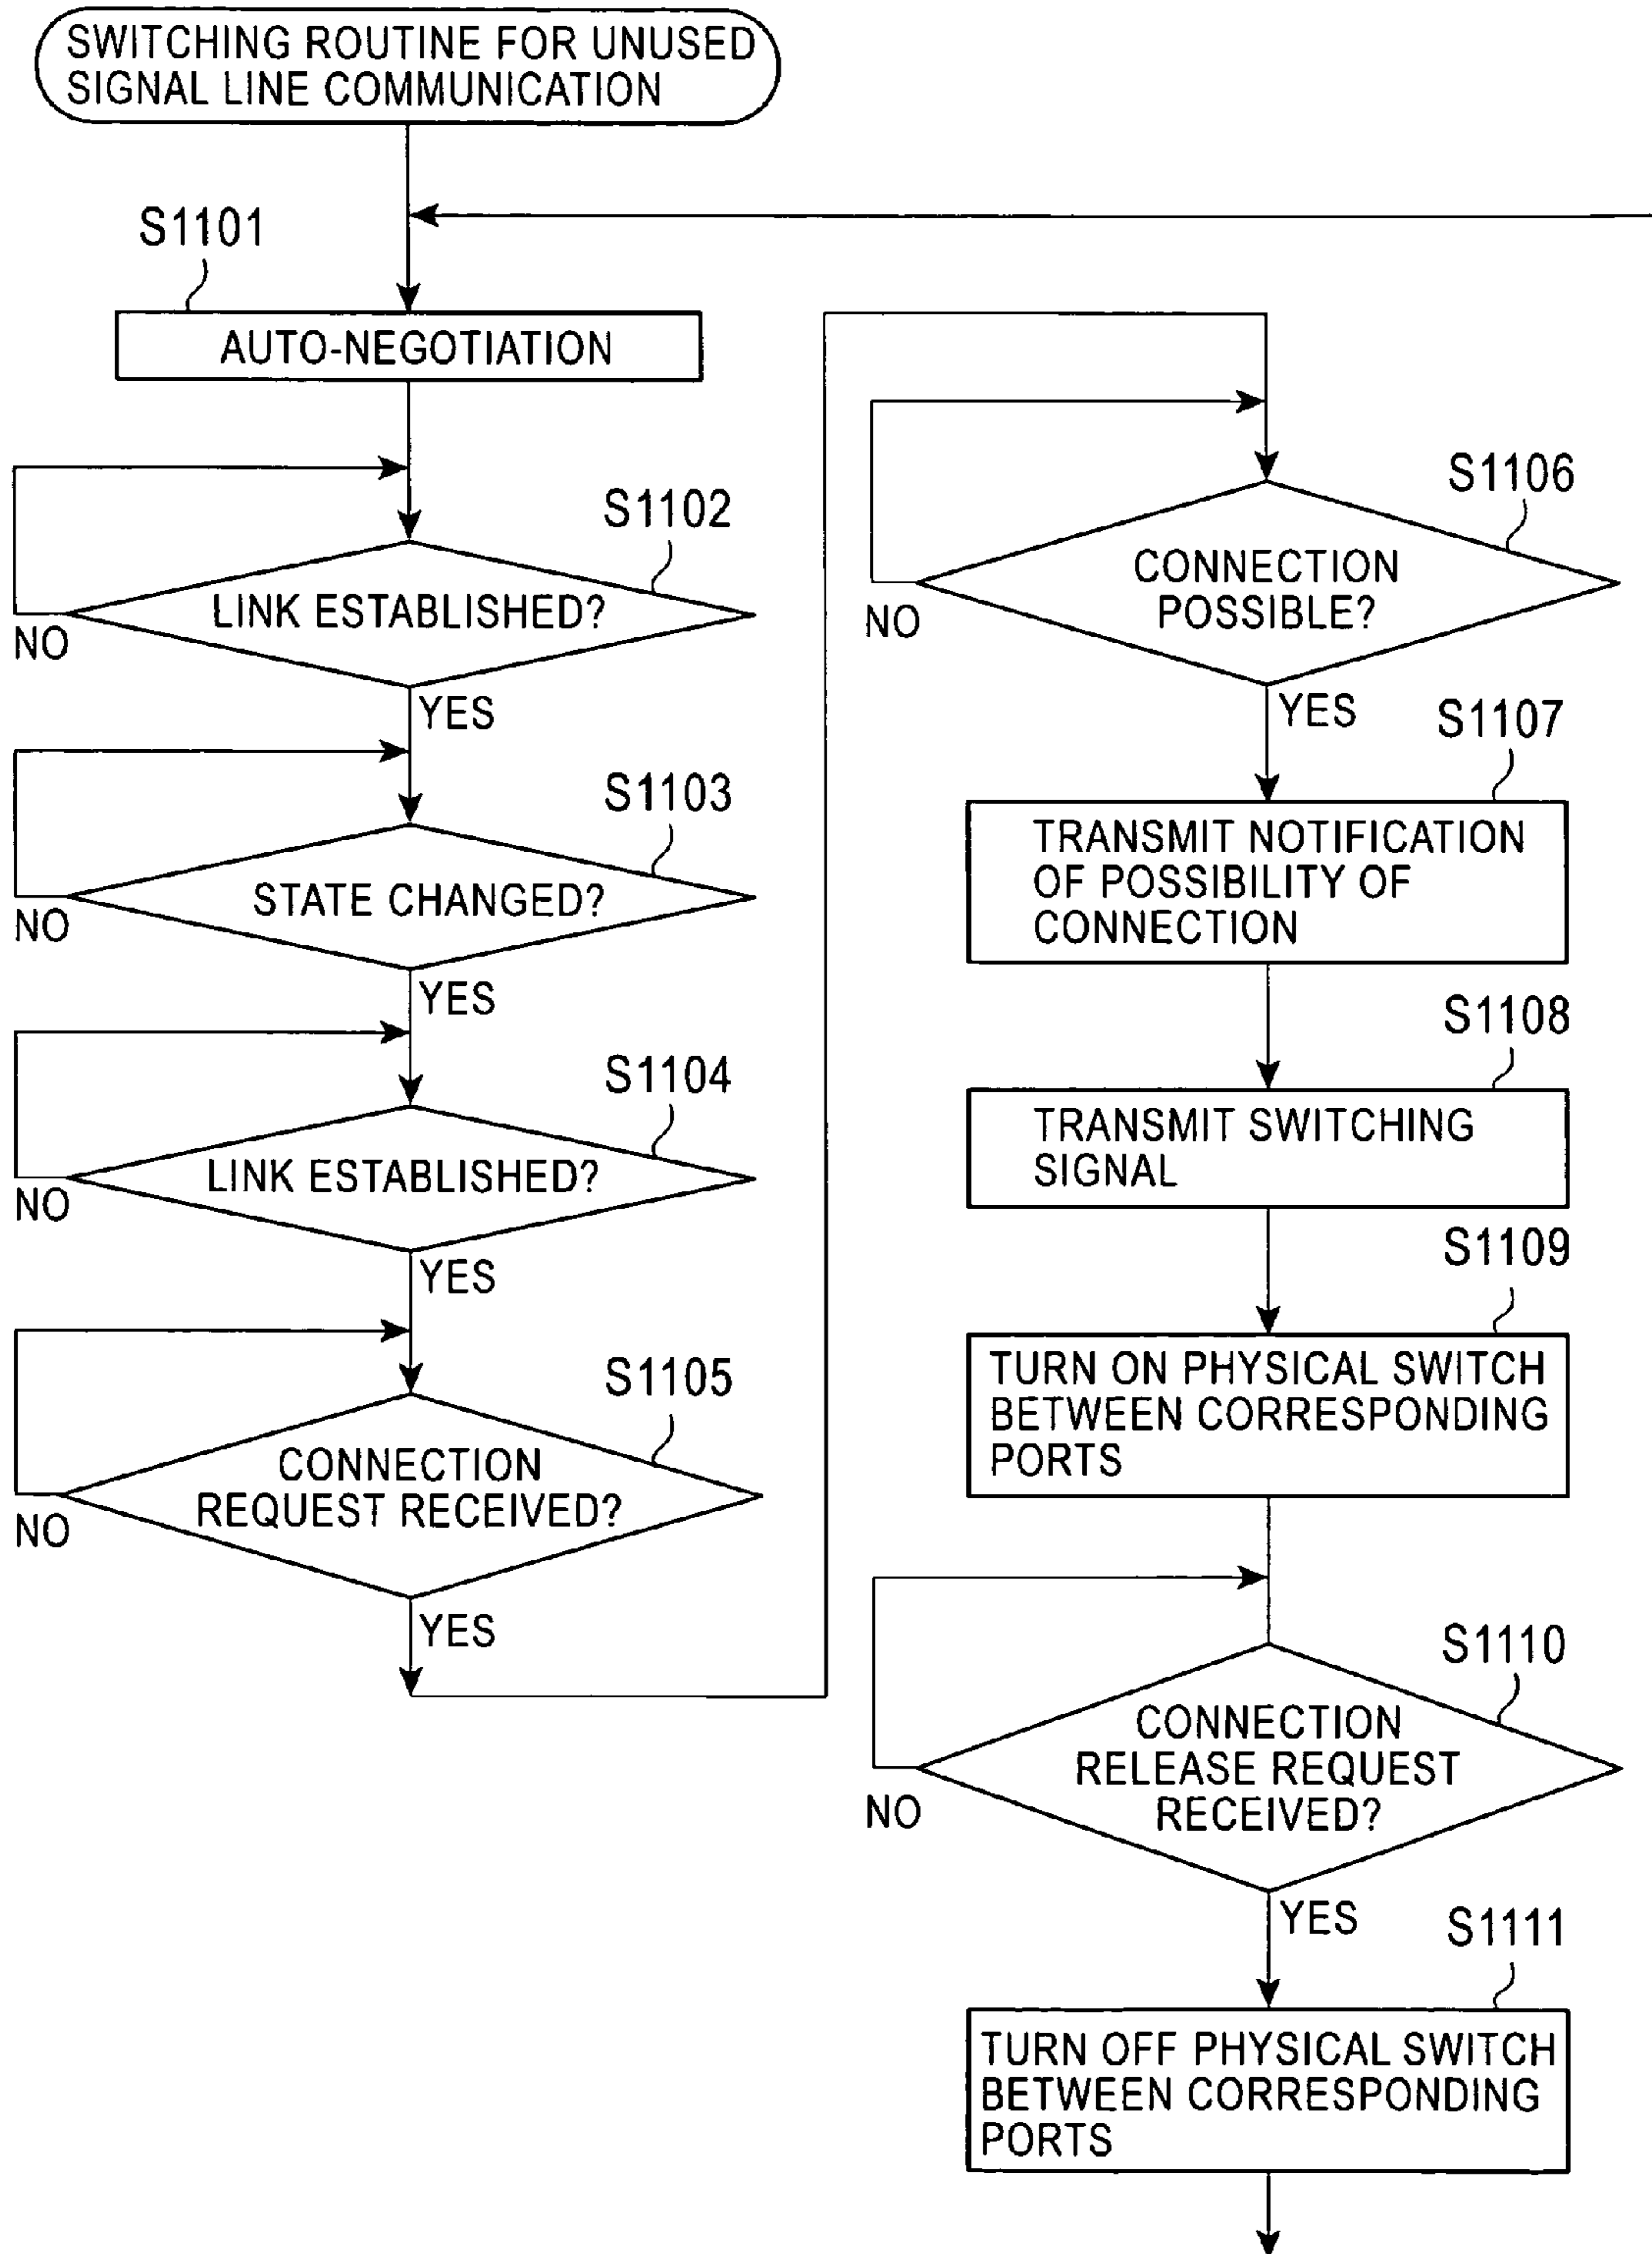 SWITCHING ROUTINE FOR UNUSED
SIGNAL LINE COMMUNICATION
S1101
AUTO-NEGOTIATION
S1102
LINK ESTABLISHED?
NO
YES
S1103
STATE CHANGED?
NO
YES
S1104
LINK ESTABLISHED?
NO
YES
S1105
CONNECTION
REQUEST RECEIVED?
NO
YES
S1106
CONNECTION
POSSIBLE?
NO
YES
S1107
TRANSMIT NOTIFICATION
OF POSSIBILITY OF
CONNECTION
S1108
TRANSMIT SWITCHING
SIGNAL
S1109
TURN ON PHYSICAL SWITCH
BETWEEN CORRESPONDING
PORTS
S1110
CONNECTION
RELEASE REQUEST
RECEIVED?
NO
YES
S1111
TURN OFF PHYSICAL SWITCH
BETWEEN CORRESPONDING
PORTS